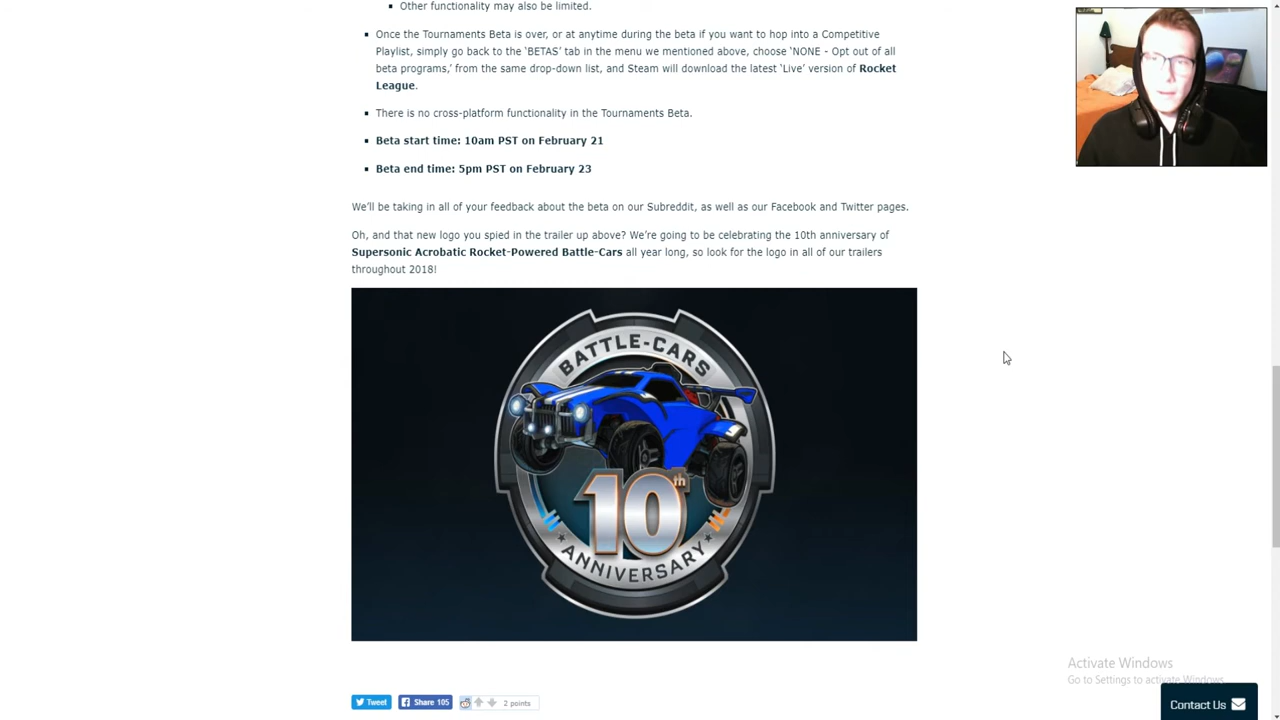 Other functionality may also be limited.
Once the Tournaments Beta is over, or at anytime during the beta if you want to hop into a Competitive
Playlist, simply go back to the ‘BETAS’ tab in the menu we mentioned above, choose ‘NONE - Opt out of all
beta programs,’ from the same drop-down list, and Steam will download the latest ‘Live’ version of Rocket
League.
There is no cross-platform functionality in the Tournaments Beta.
Beta start time: 10am PST on February 21
Beta end time: 5pm PST on February 23
We’ll be taking in all of your feedback about the beta on our Subreddit, as well as our Facebook and Twitter pages.
Oh, and that new logo you spied in the trailer up above? We’re going to be celebrating the 10th anniversary of
Supersonic Acrobatic Rocket-Powered Battle-Cars all year long, so look for the logo in all of our trailers
throughout 2018!
BATTLE-CARS
10th
ANNIVERSARY
Activate Windows
Go to Settings to activate Windows.
Tweet
Share 105
2 points
Contact Us